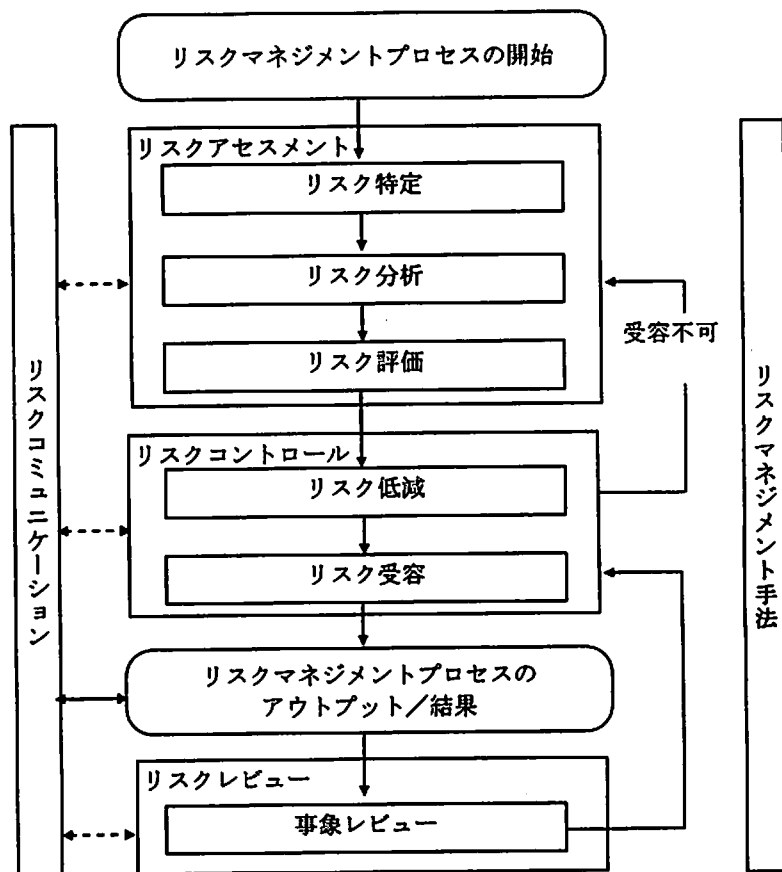 リスクマネジメントプロセスの開始
リスクアセスメント
リスク特定
リスク分析
受容不可
リスク評価
リスクコミュニケーション
リスクマネジメント手法
リスクコントロール
リスク低減
リスク受容
リスクマネジメントプロセスの
アウトプット／結果
リスクレビュー
事象レビュー